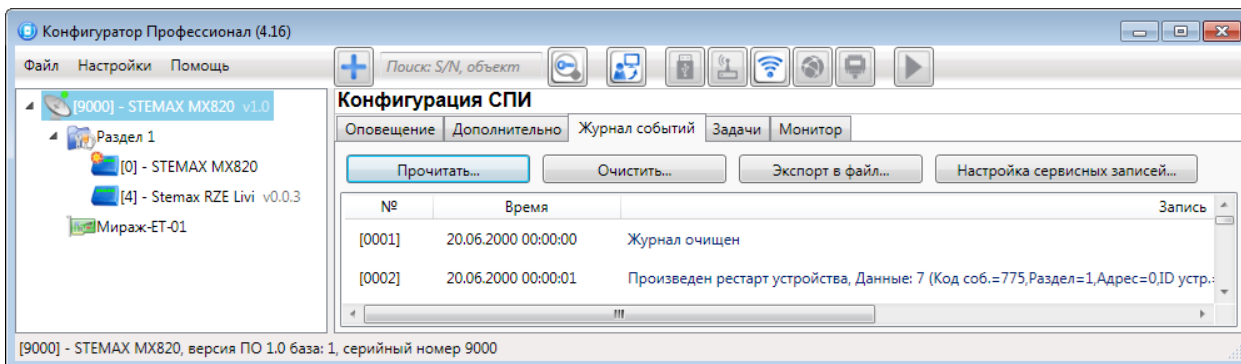 Конфигуратор Профессионал (4.16)
Файл Настройки Помощь
Поиск: S/N, объект
[9000] - STEMAX MX820 v1.0
Раздел 1
[0] - STEMAX MX820
[4] - Stemax RZE Livi v0.0.3
Мираж-ET-01
Конфигурация СПИ
Оповещение Дополнительно Журнал событий Задачи Монитор
Прочитать... Очистить... Экспорт в файл... Настройка сервисных записей...
№ Время Запись
[0001] 20.06.2000 00:00:00 Журнал очищен
[0002] 20.06.2000 00:00:01 Произведен рестарт устройства, Данные: 7 (Код соб.=775,Раздел=1,Адрес=0,ID устр.:
[9000] - STEMAX MX820, версия ПО 1.0 база: 1, серийный номер 9000